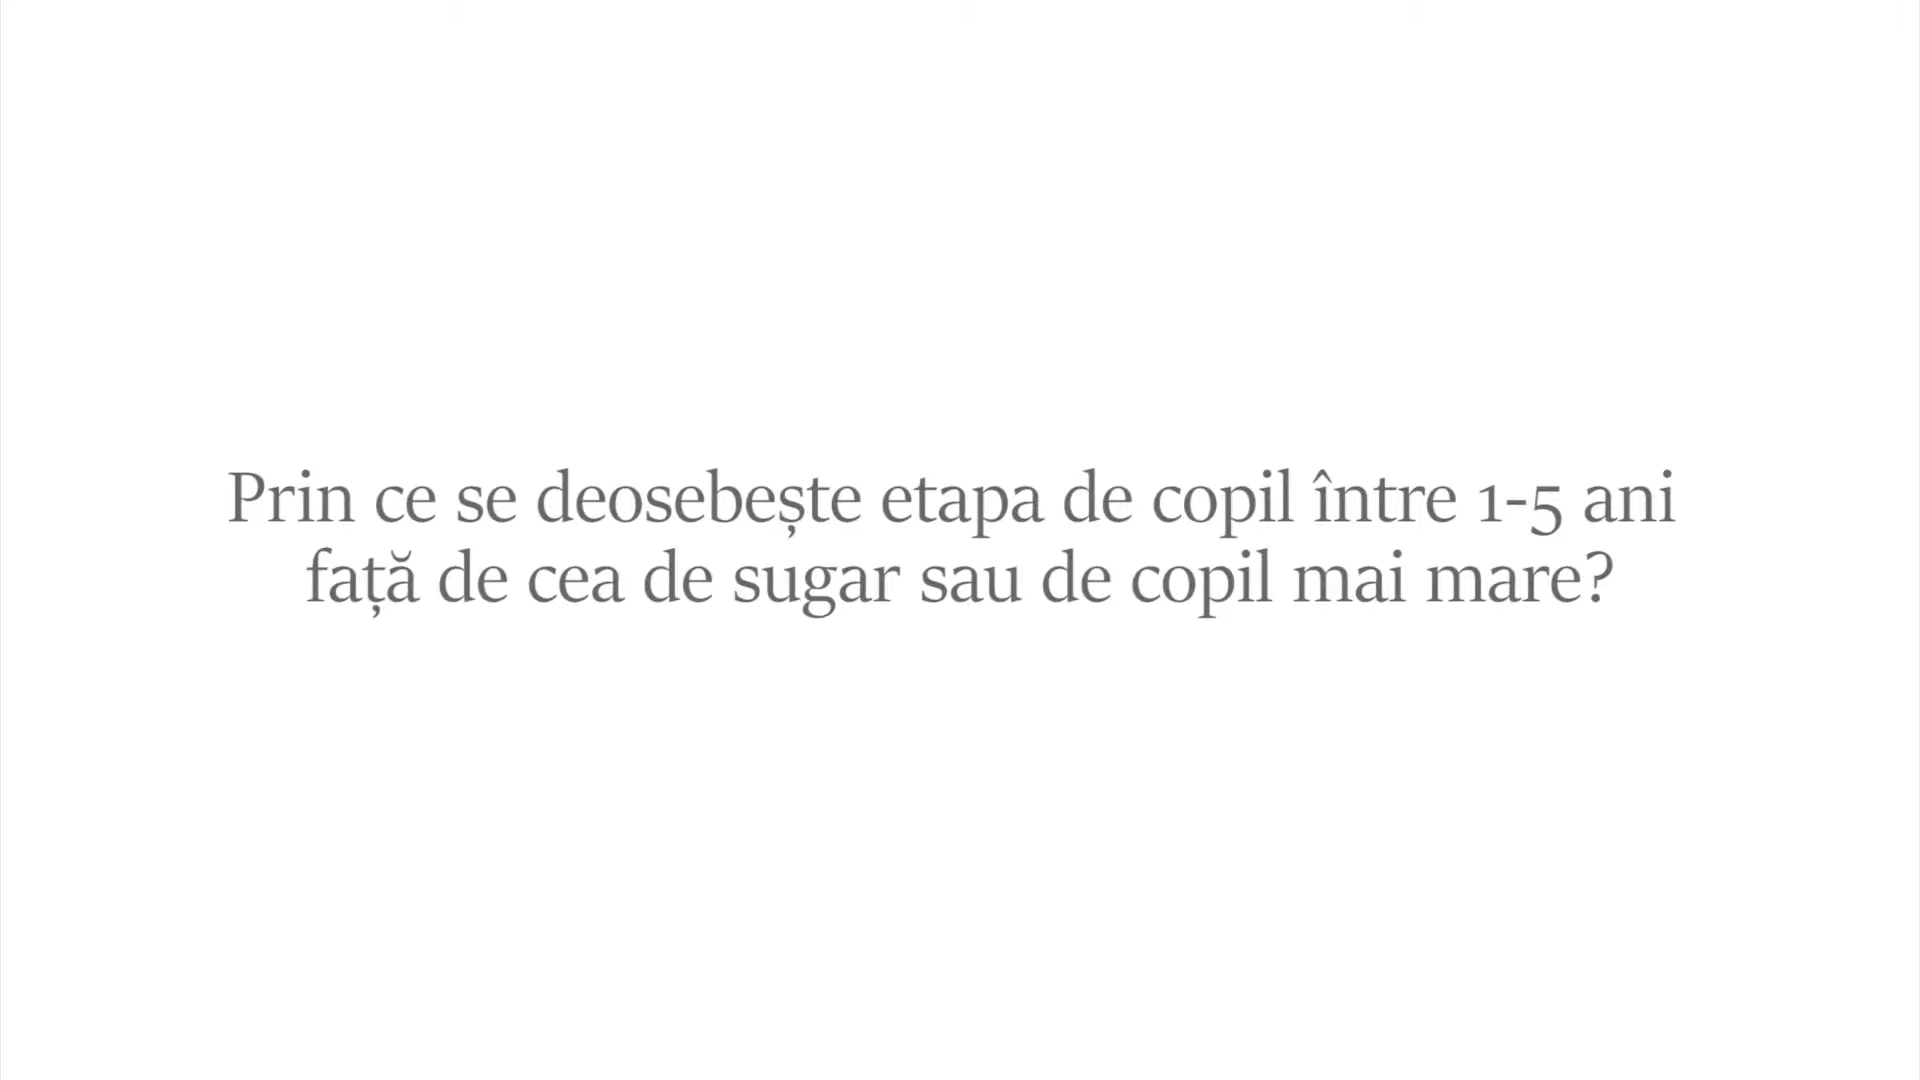 Prin ce se deosebește etapa de copil între 1-5 ani
față de cea de sugar sau de copil mai mare?